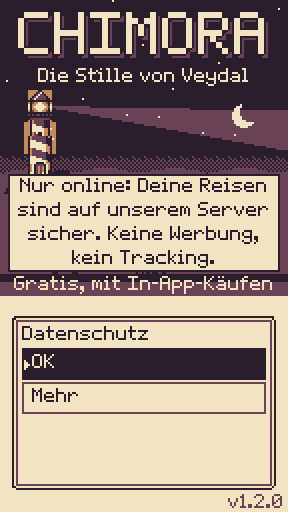 CHIMORA
Die Stille von Veydal
Nur online: Deine Reisen
sind auf unserem Server
sicher. Keine Werbung,
kein Tracking.
Gratis, mit In-App-Käufen
Datenschutz
OK
Mehr
v1.2.0